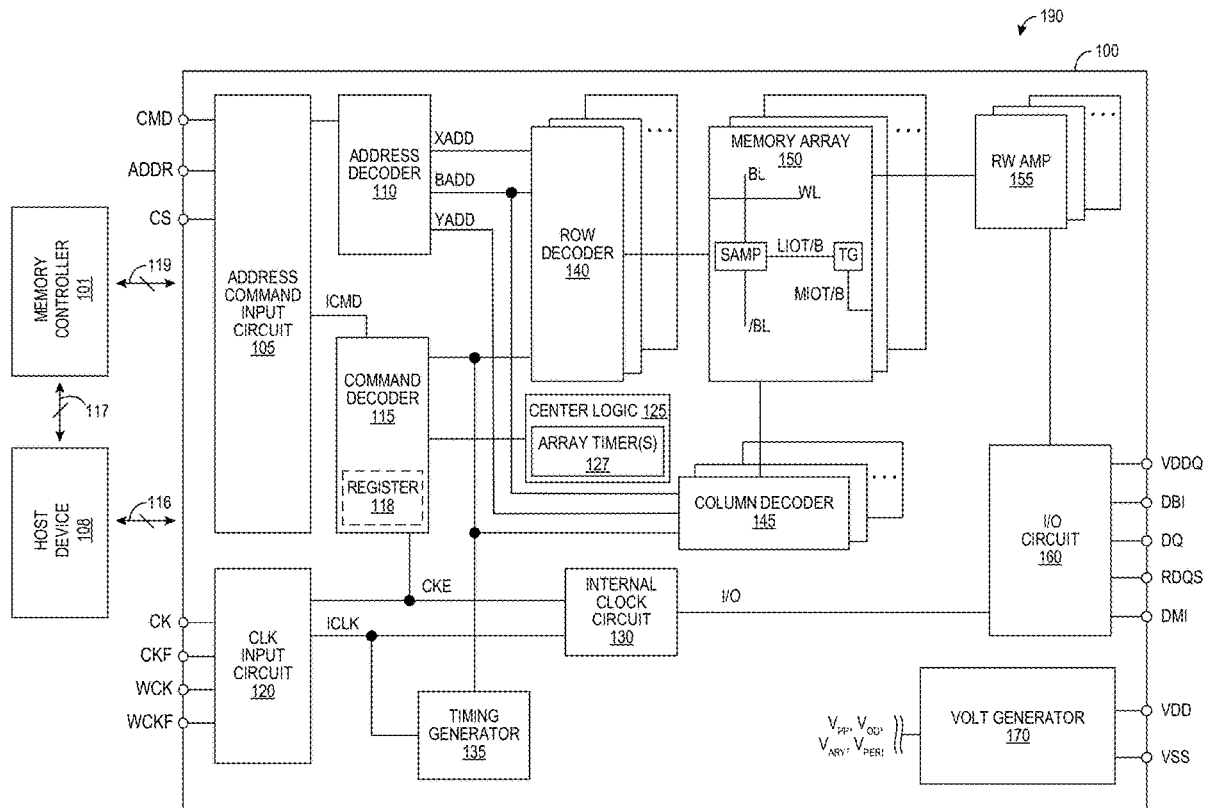 190
100
CMD
ADDR
CS
MEMORY
CONTROLLER
101
119
117
HOST
DEVICE
108
116
ADDRESS
COMMAND
INPUT
CIRCUIT
105
ADDRESS
DECODER
110
XADD
BADD
YADD
ICMD
COMMAND
DECODER
115
REGISTER
118
ROW
DECODER
140
...
MEMORY ARRAY
150
BL
WL
SAMP
LIOT/B
TG
MIOT/B
/BL
...
RW AMP
155
...
CENTER LOGIC 125
ARRAY TIMER(S)
127
COLUMN DECODER
145
...
I/O
CIRCUIT
160
VDDQ
DBI
DQ
RDQS
DMI
CK
CKF
WCK
WCKF
CLK
INPUT
CIRCUIT
120
CKE
ICLK
INTERNAL
CLOCK
CIRCUIT
130
I/O
TIMING
GENERATOR
135
VPP, VOD,
VARY, VPERI
VOLT GENERATOR
170
VDD
VSS